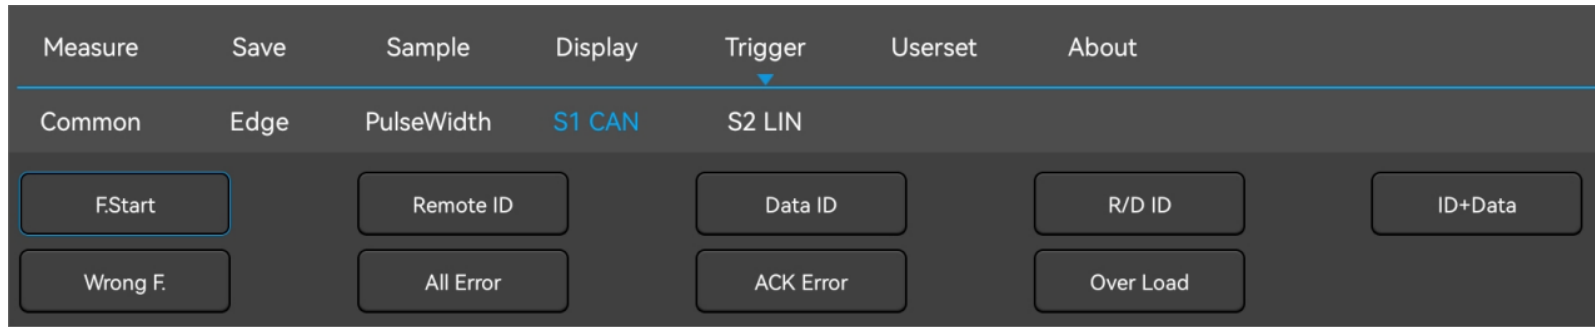 Measure Save Sample Display Trigger Userset About
Common Edge PulseWidth S1 CAN S2 LIN
F.Start Remote ID Data ID R/D ID ID+Data
Wrong F. All Error ACK Error Over Load